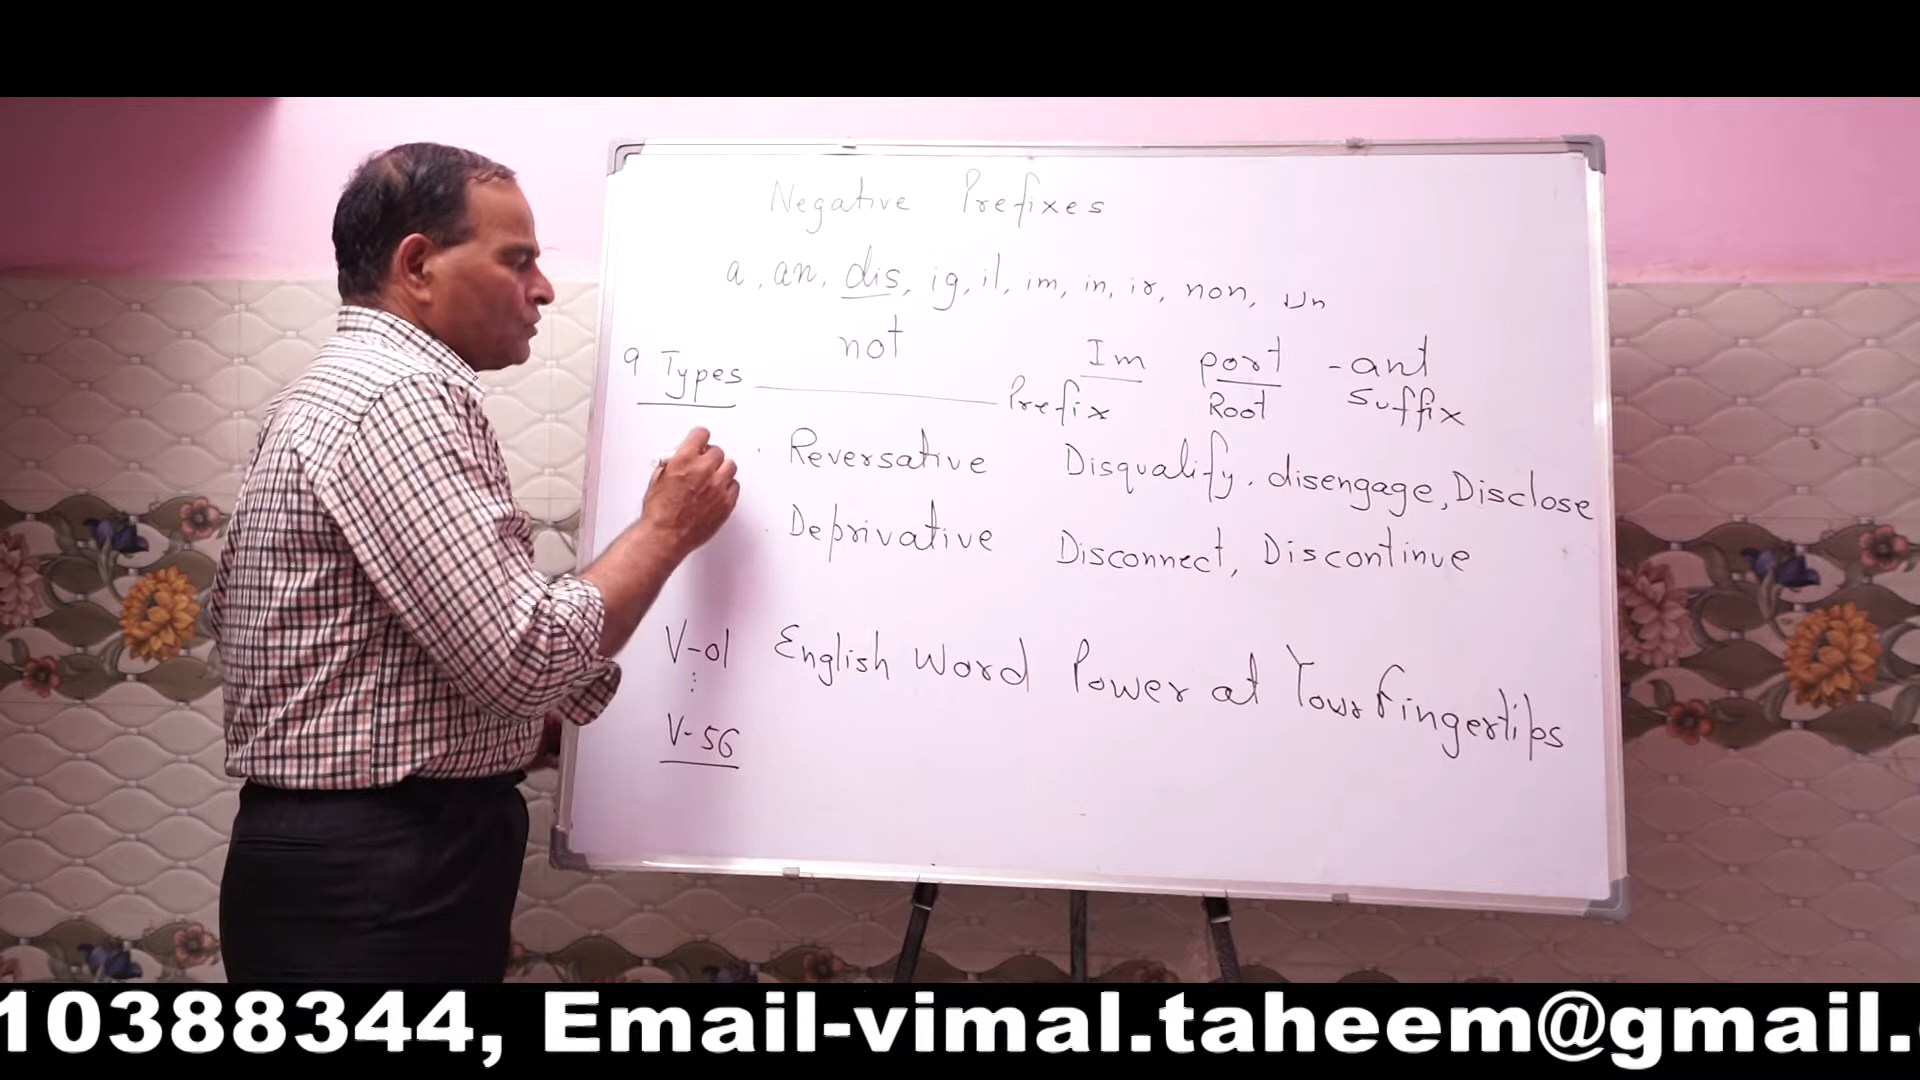 Negative Prefixes
a, an, dis, ig, il, im, in, ir, non, un
not
9 Types
Im port -ant
Prefix Root Suffix
Reversative Disqualify. disengage, Disclose
Deprivative Disconnect, Discontinue
V-01 English Word Power at Your Fingertips
V-56
10388344, Email-vimal.taheem@gmail.